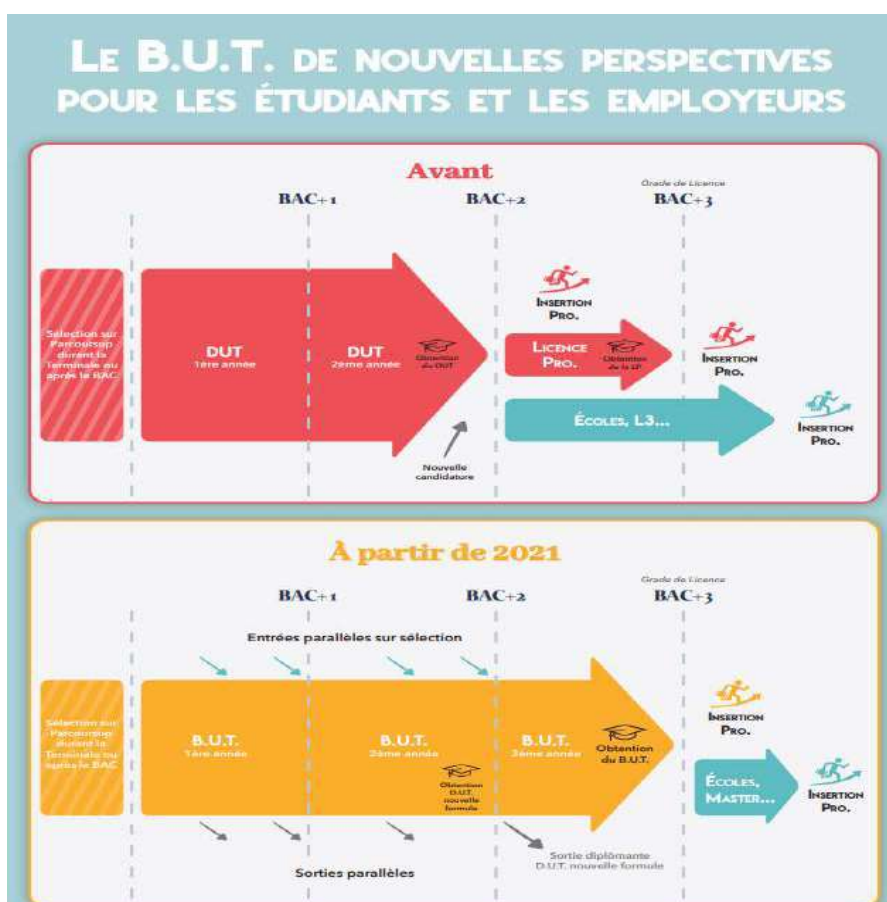 LE B.U.T. DE NOUVELLES PERSPECTIVES
POUR LES ÉTUDIANTS ET LES EMPLOYEURS
Avant
Grade de Licence
BAC+1
BAC+2
BAC+3
Sélection sur
Parcoursup
durant la
Terminale ou
après le BAC
DUT
1ère année
DUT
2ème année
Obtention
du DUT
Nouvelle
candidature
INSERTION
PRO.
LICENCE
PRO.
Obtention
de la LP
INSERTION
PRO.
ÉCOLES, L3...
INSERTION
PRO.
À partir de 2021
Grade de Licence
BAC+1
BAC+2
BAC+3
Entrées parallèles sur sélection
Sélection sur
Parcoursup
durant la
Terminale ou
après le BAC
B.U.T.
1ère année
B.U.T.
2ème année
Obtention
D.U.T.
nouvelle
formule
B.U.T.
3ème année
Obtention
du B.U.T.
INSERTION
PRO.
ÉCOLES,
MASTER...
INSERTION
PRO.
Sorties parallèles
Sortie diplômante
D.U.T. nouvelle formule